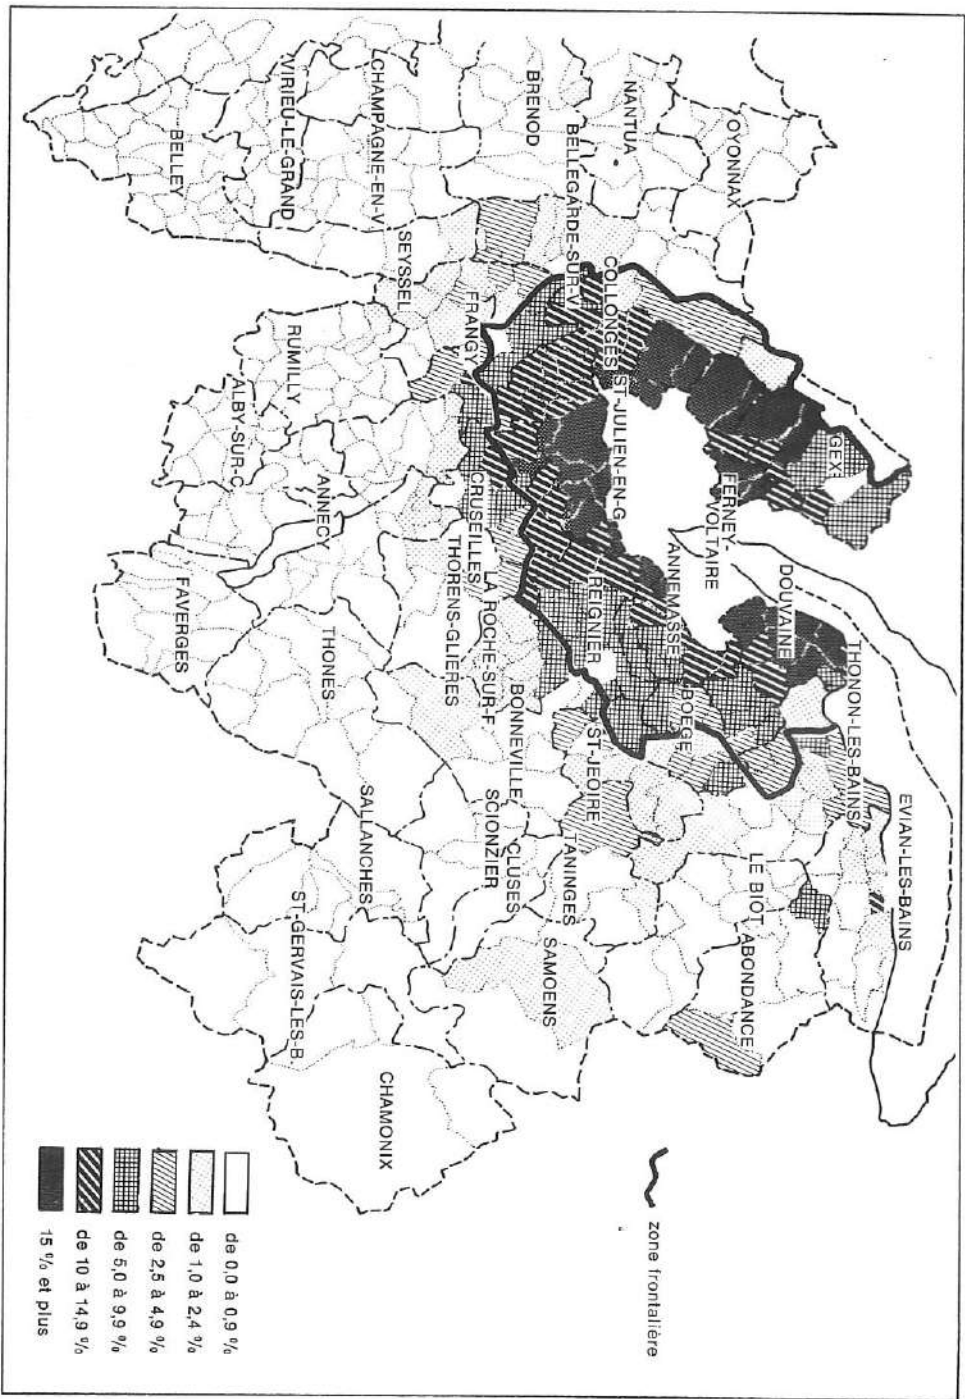 OYONNAX
NANTUA
BRENOD
CHAMPAGNE-EN-V
VIRIEU-LE-GRAND
BELLEY
BELLEGARDE-SUR-V
SEYSSEL
COLLONGES
FRANGY
GEX
ST-JULIEN-EN-G
FERNEY-
VOLTAIRE
RUMILLY
ALBY-SUR-C
ANNECY
CRUSEILLES
THORENS-GLIÈRES
LA ROCHE-SUR-F
REIGNIER
ANNEMASSE
DOUVAINE
THONON-LES-BAINS
BOEGE
ST-JEOIRE
BONNEVILLE
FAVERGES
THONES
SALLANCHES
SCIONZIER
CLUSES
TANINGES
LE BIOT
EVIAN-LES-BAINS
ABONDANCE
SAMOENS
ST-GERVAIS-LES-B.
CHAMONIX
zone frontalière
de 0,0 à 0,9 %
de 1,0 à 2,4 %
de 2,5 à 4,9 %
de 5,0 à 9,9 %
de 10 à 14,9 %
15 % et plus